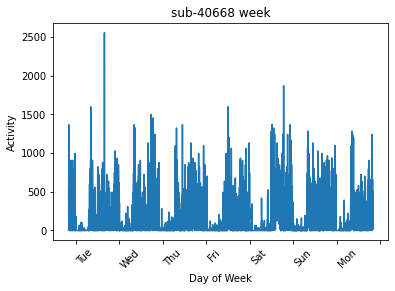 sub-40668 week
2500
2000
1500
1000
500
0
Activity
Tue
Wed
Thu
Fri
Sat
Sun
Mon
Day of Week